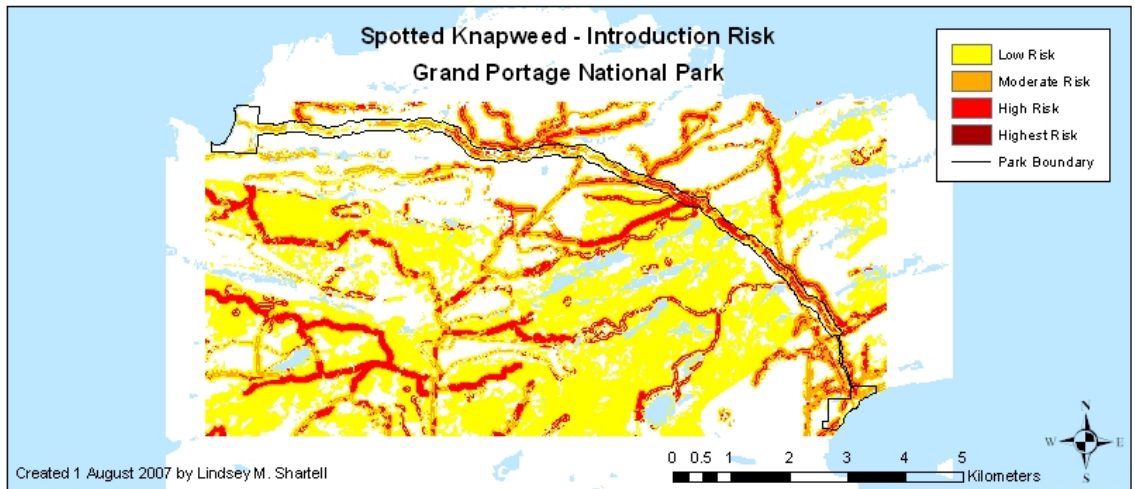 Spotted Knapweed - Introduction Risk
Grand Portage National Park
Low Risk
Moderate Risk
High Risk
Highest Risk
Park Boundary
N
W E
S
Created 1 August 2007 by Lindsey M. Shartell
0 0.5 1 2 3 4 5
Kilometers